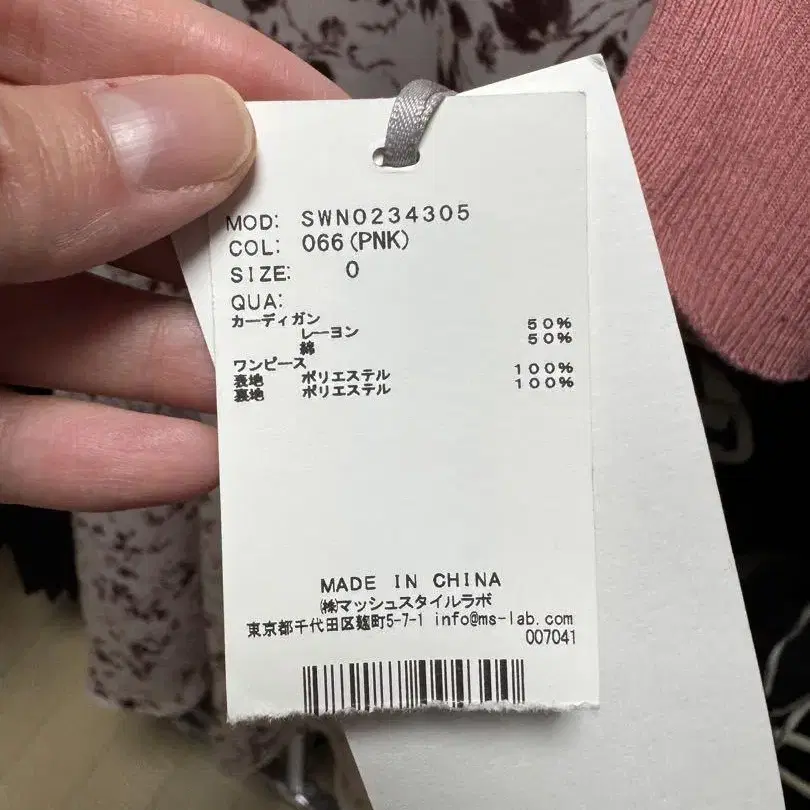 MOD: SWN0234305
COL: 066(PNK)
SIZE: 0
QUA:
カーディガン
レーヨン 50%
綿 50%
ワンピース
表地 ポリエステル 100%
裏地 ポリエステル 100%
MADE IN CHINA
㈱マッシュスタイルラボ
東京都千代田区麹町5-7-1 info@ms-lab.com
007041